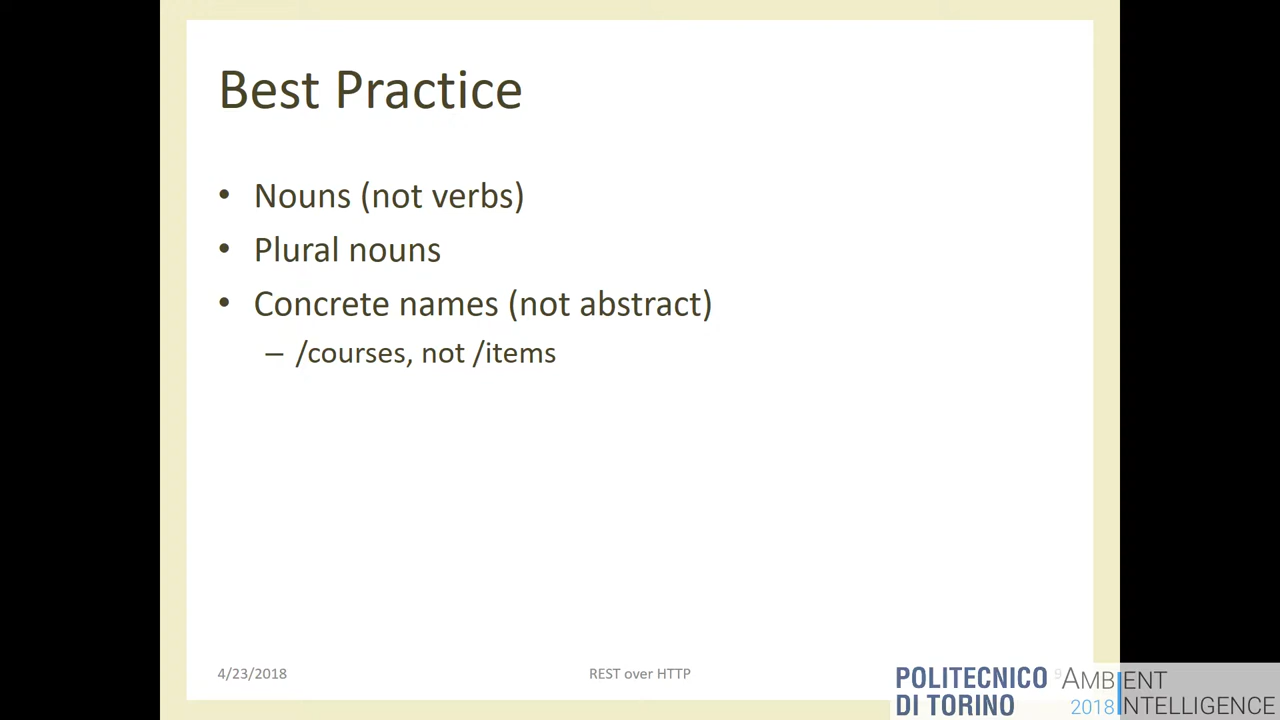 Best Practice
• Nouns (not verbs)
• Plural nouns
• Concrete names (not abstract)
– /courses, not /items
4/23/2018
REST over HTTP
9
POLITECNICO
DI TORINO
AMBIENT
2018 INTELLIGENCE